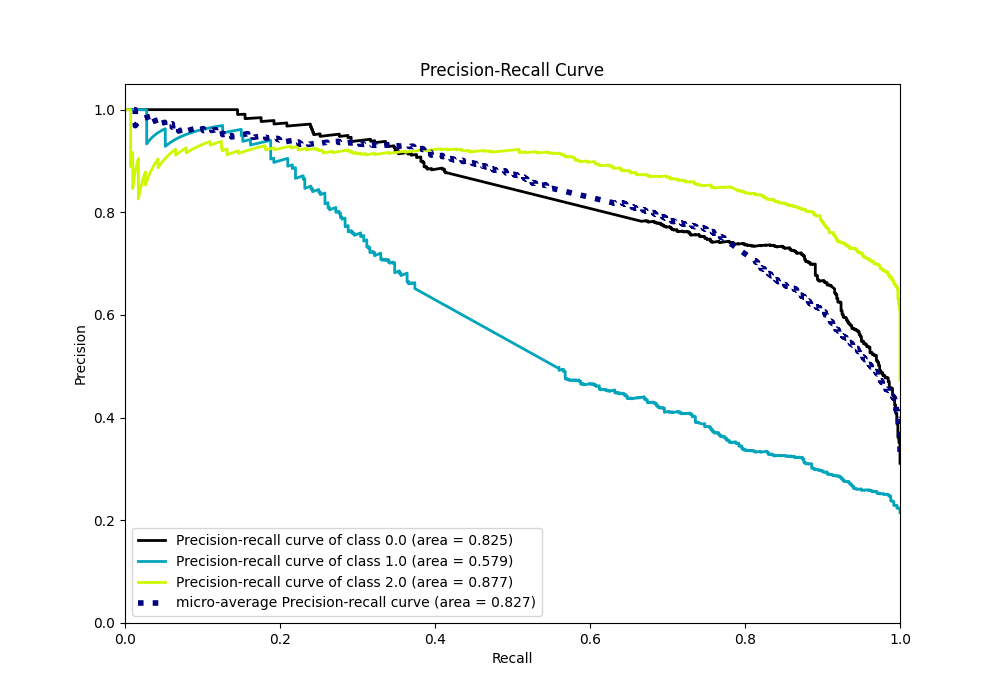 Precision-Recall Curve
1.0
0.8
0.6
0.4
0.2
0.0
Precision
Precision-recall curve of class 0.0 (area = 0.825)
Precision-recall curve of class 1.0 (area = 0.579)
Precision-recall curve of class 2.0 (area = 0.877)
micro-average Precision-recall curve (area = 0.827)
0.0 0.2 0.4 0.6 0.8 1.0
Recall